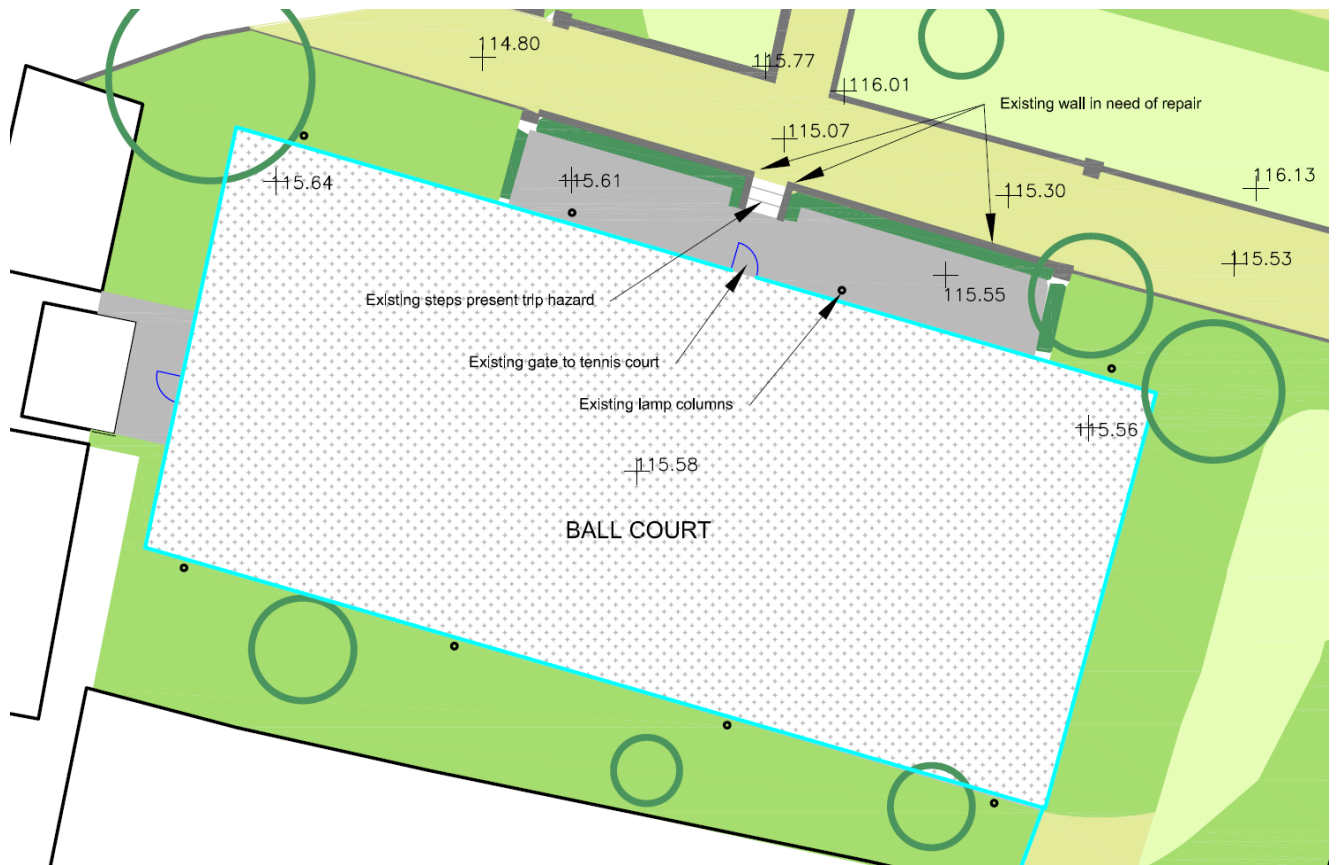 114.80
115.77
116.01
Existing wall in need of repair
115.07
115.64
115.61
115.30
116.13
115.53
115.55
Existing steps present trip hazard
Existing gate to tennis court
Existing lamp columns
115.56
115.58
BALL COURT